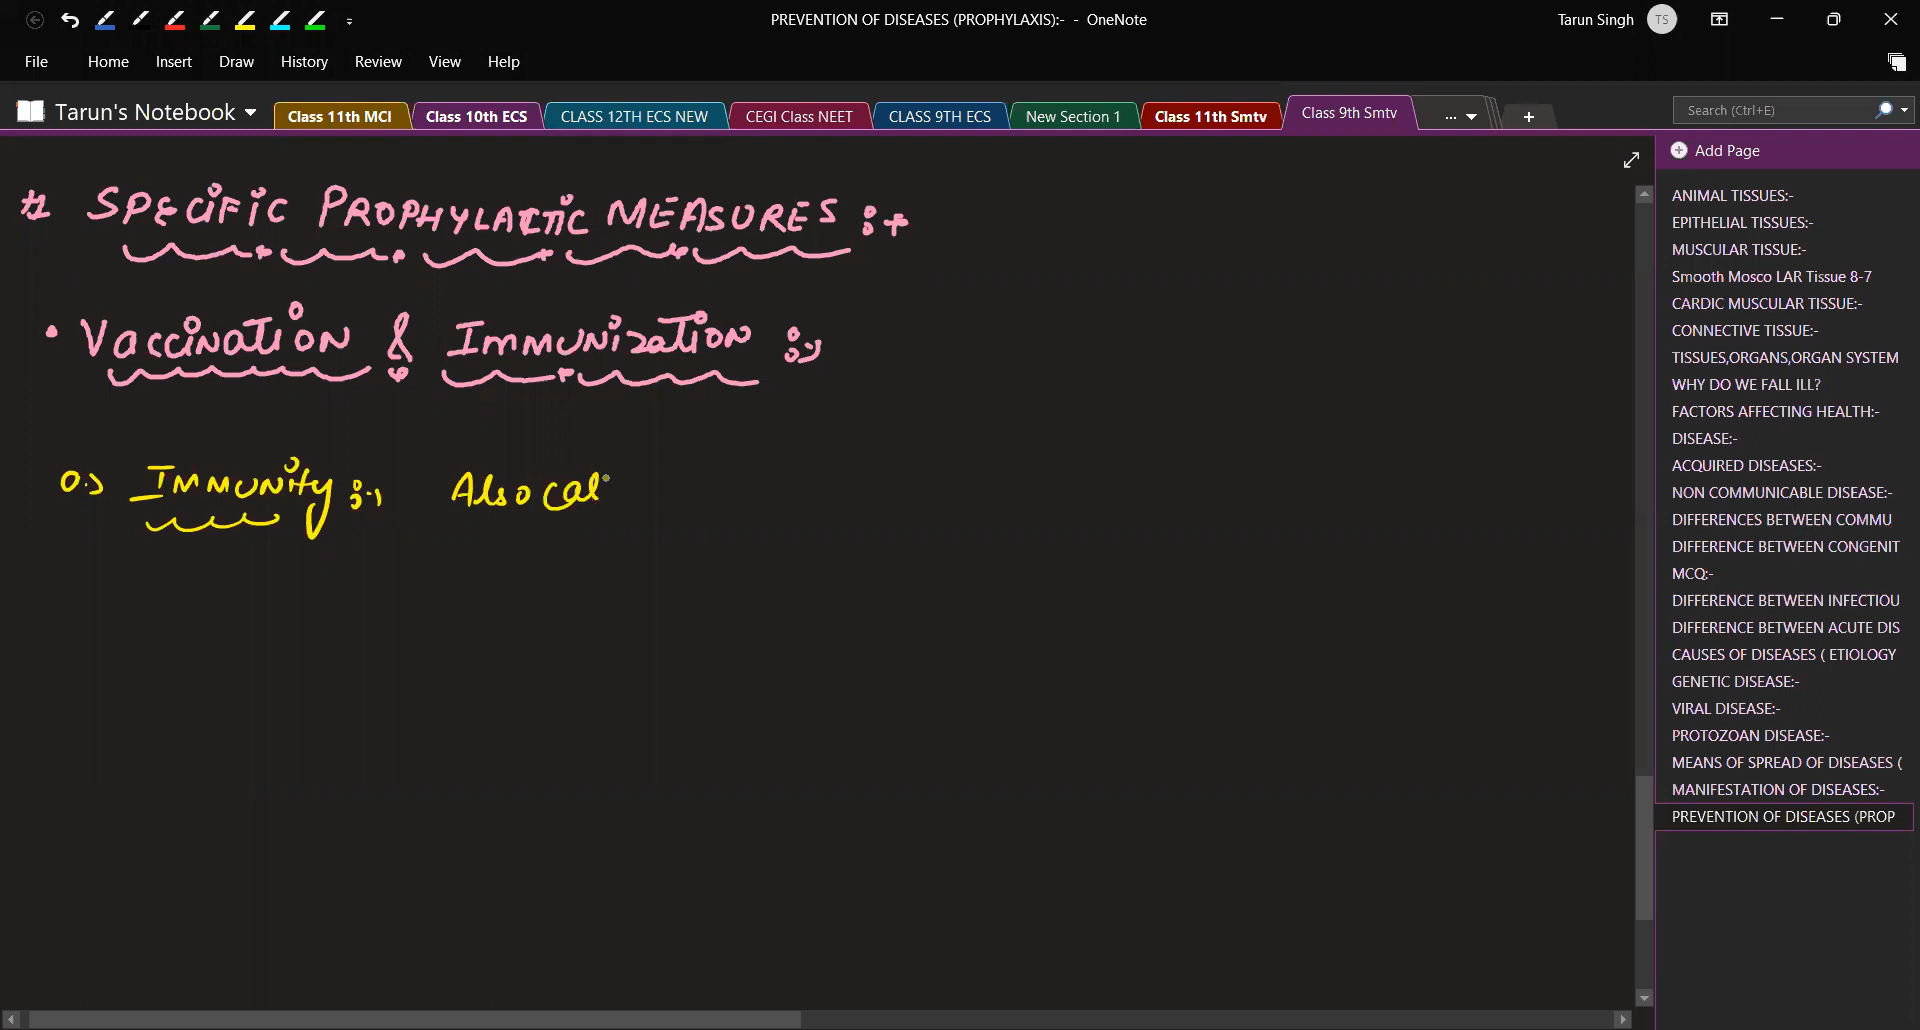 PREVENTION OF DISEASES (PROPHYLAXIS):- - OneNote
Tarun Singh
TS
File Home Insert Draw History Review View Help
Tarun's Notebook
Class 11th MCI
Class 10th ECS
CLASS 12TH ECS NEW
CEGI Class NEET
CLASS 9TH ECS
New Section 1
Class 11th Smtv
Class 9th Smtv
...
+
Search (Ctrl+E)
# SPECIFIC PROPHYLACTIC MEASURES :→
• Vaccination & Immunization :-)
0.) Immunity :-) Also cal
Add Page
ANIMAL TISSUES:-
EPITHELIAL TISSUES:-
MUSCULAR TISSUE:-
Smooth Mosco LAR Tissue 8-7
CARDIC MUSCULAR TISSUE:-
CONNECTIVE TISSUE:-
TISSUES,ORGANS,ORGAN SYSTEM
WHY DO WE FALL ILL?
FACTORS AFFECTING HEALTH:-
DISEASE:-
ACQUIRED DISEASES:-
NON COMMUNICABLE DISEASE:-
DIFFERENCES BETWEEN COMMU
DIFFERENCE BETWEEN CONGENIT
MCQ:-
DIFFERENCE BETWEEN INFECTIOU
DIFFERENCE BETWEEN ACUTE DIS
CAUSES OF DISEASES ( ETIOLOGY
GENETIC DISEASE:-
VIRAL DISEASE:-
PROTOZOAN DISEASE:-
MEANS OF SPREAD OF DISEASES (
MANIFESTATION OF DISEASES:-
PREVENTION OF DISEASES (PROP